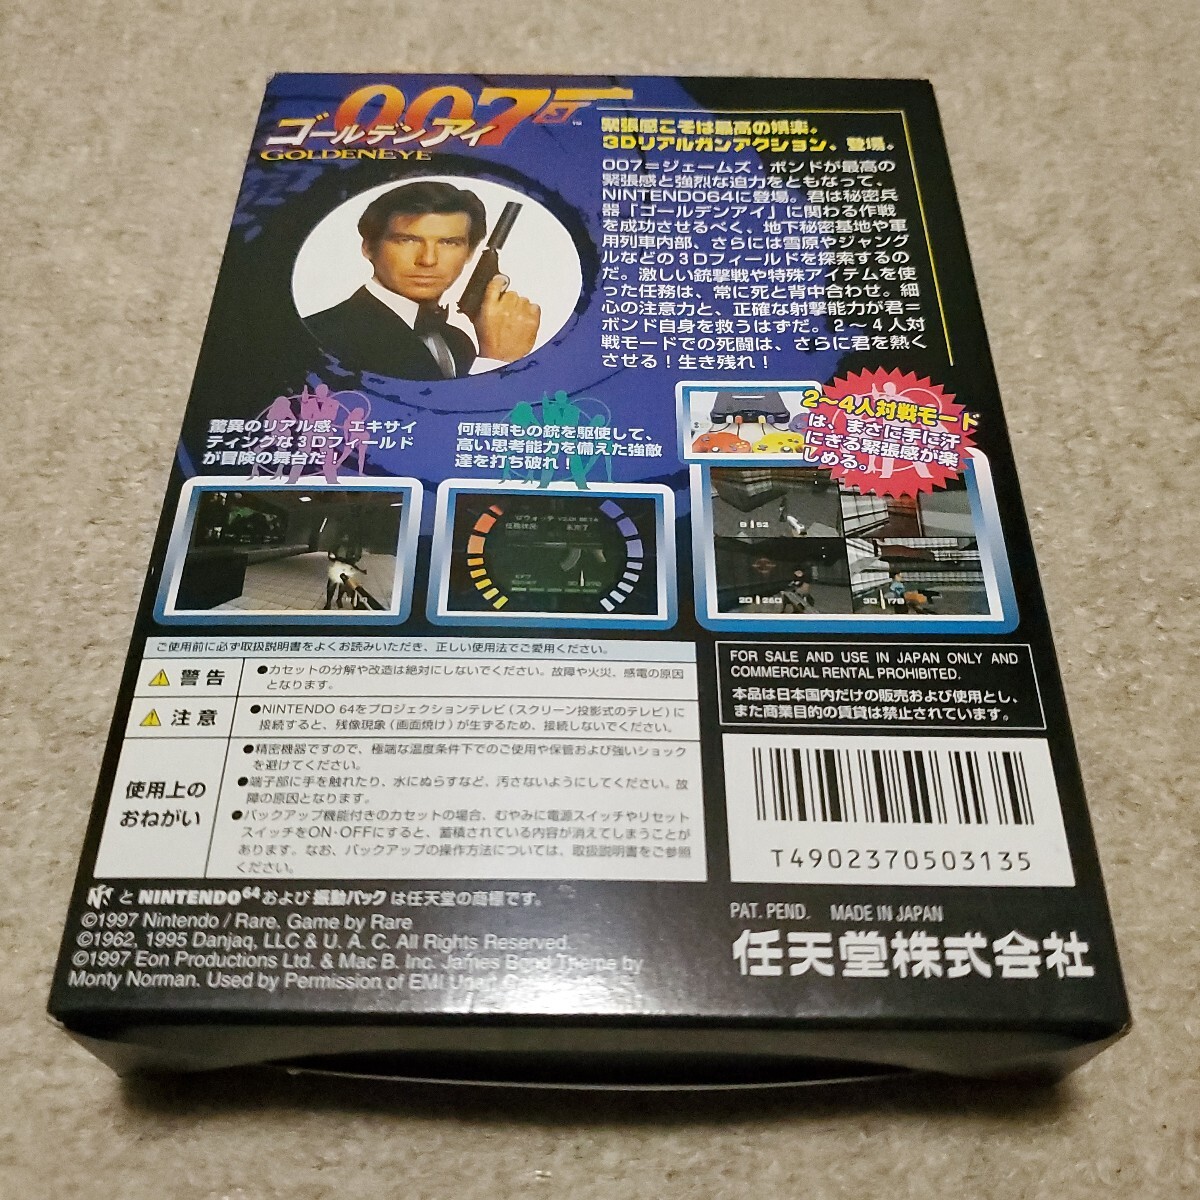 007
ゴールデンアイ
GOLDENEYE
™
緊張感こそは最高の娯楽。
3Dリアルガンアクション、登場。
007=ジェームズ・ボンドが最高の
緊張感と強烈な迫力をともなって、
NINTENDO64に登場。君は秘密兵
器「ゴールデンアイ」に関わる作戦
を成功させるべく、地下秘密基地や軍
用列車内部、さらには雪原やジャング
ルなどの3Dフィールドを探索するの
だ。激しい銃撃戦や特殊アイテムを使
った任務は、常に死と背中合わせ。細
心の注意力と、正確な射撃能力が君=
ボンド自身を救うはずだ。2〜4人対
戦モードでの死闘は、さらに君を熱く
させる!生き残れ!
驚異のリアル感、エキサイ
ティングな3Dフィールド
が冒険の舞台だ!
何種類もの銃を駆使して、
高い思考能力を備えた強敵
達を打ち破れ!
2〜4人対戦モード
は、まさに手に汗
にぎる緊張感が楽
しめる。
8 52
20 260
30 178
ご使用前に必ず取扱説明書をよくお読みいただき、正しい使用法でご愛用ください。
警告
●カセットの分解や改造は絶対にしないでください。故障や火災、感電の原因
となります。
注意
●NINTENDO 64をプロジェクションテレビ(スクリーン投影式のテレビ)に
接続すると、残像現象(画面焼け)が生ずるため、接続しないでください。
使用上の
おねがい
●精密機器ですので、極端な温度条件下でのご使用や保管および強いショック
を避けてください。
●端子部に手を触れたり、水にぬらすなど、汚さないようにしてください。故
障の原因となります。
●バックアップ機能付きのカセットの場合、むやみに電源スイッチやリセット
スイッチをON・OFFにすると、蓄積されている内容が消えてしまうことが
あります。なお、バックアップの操作方法については、取扱説明書をご参照
ください。
FOR SALE AND USE IN JAPAN ONLY AND
COMMERCIAL RENTAL PROHIBITED.
本品は日本国内だけの販売および使用とし、
また商業目的の賃貸は禁止されています。
T4902370503135
と NINTENDO64 および 振動パック は任天堂の商標です。
©1997 Nintendo / Rare. Game by Rare
©1962, 1995 Danjaq, LLC & U. A. C. All Rights Reserved.
©1997 Eon Productions Ltd. & Mac B. Inc. James Bond Theme by
Monty Norman. Used by Permission of EMI
PAT. PEND. MADE IN JAPAN
任天堂株式会社